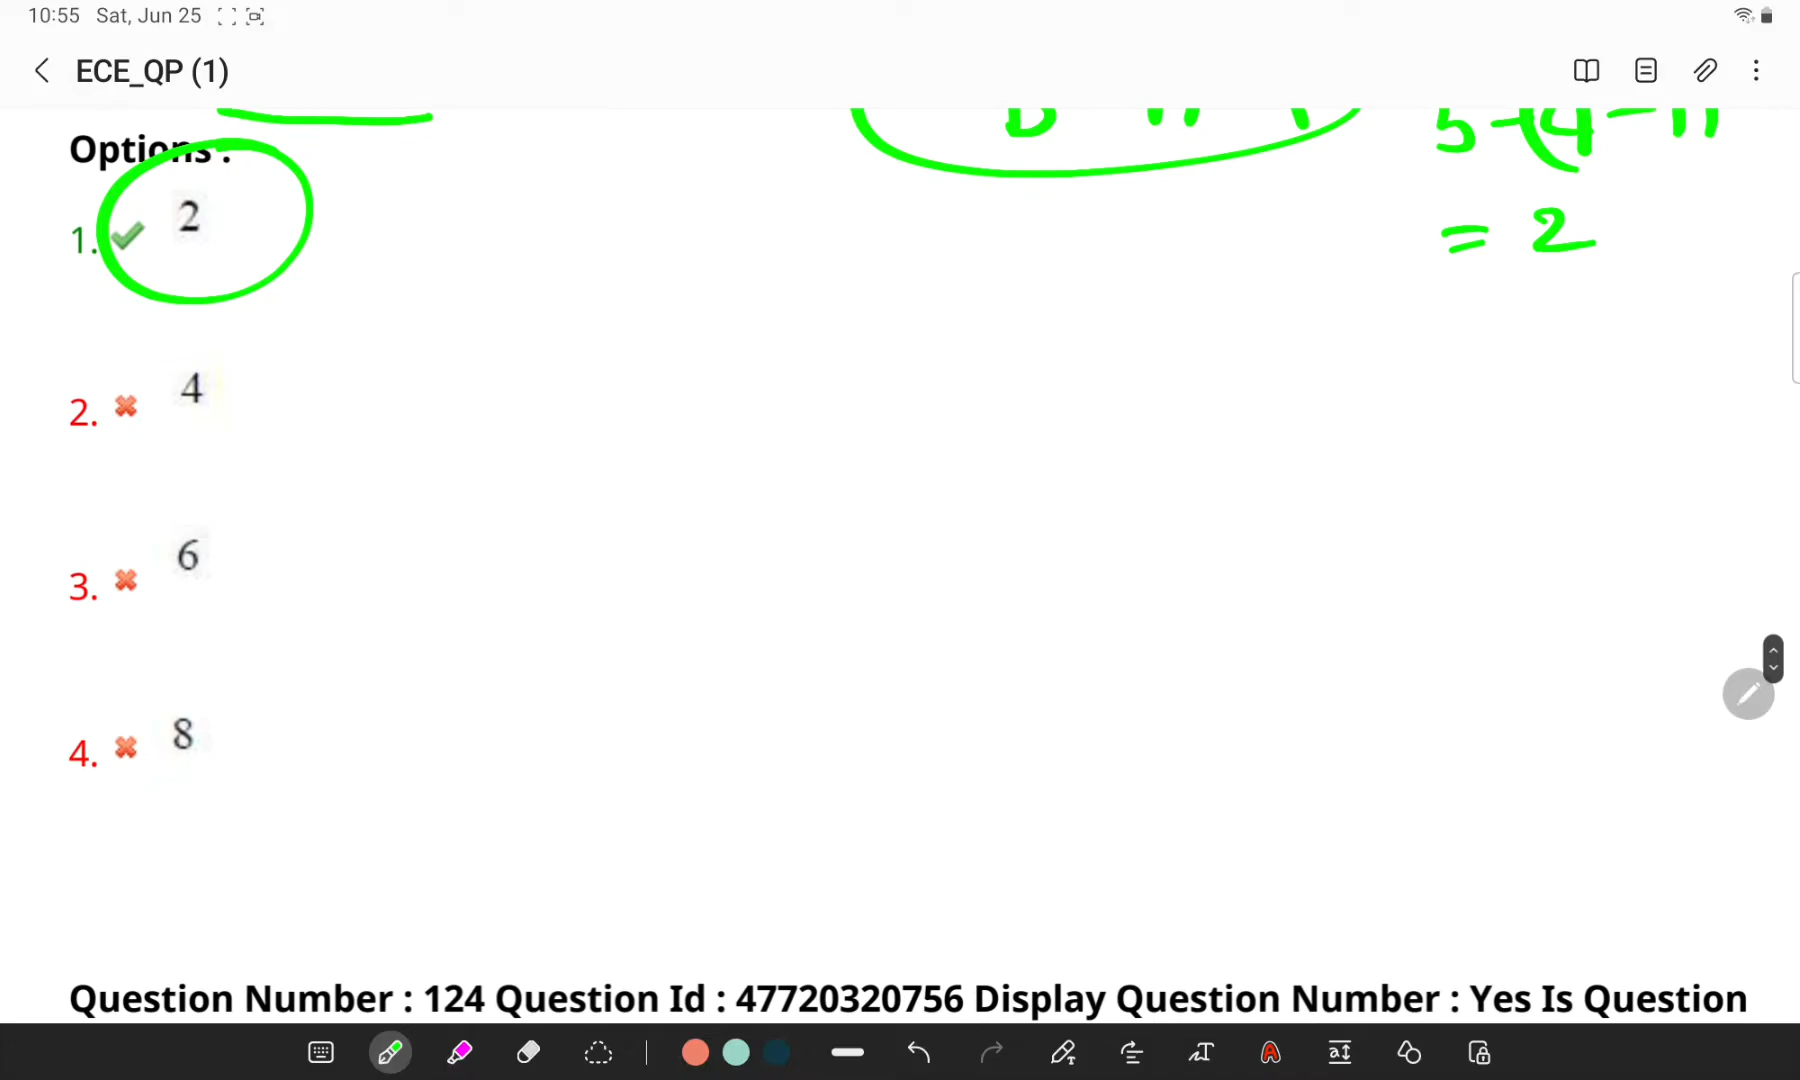 10:55 Sat, Jun 25
ECE_QP (1)
5-(4-1)
Options :
= 2
1. 2
2. 4
3. 6
4. 8
Question Number : 124 Question Id : 47720320756 Display Question Number : Yes Is Question